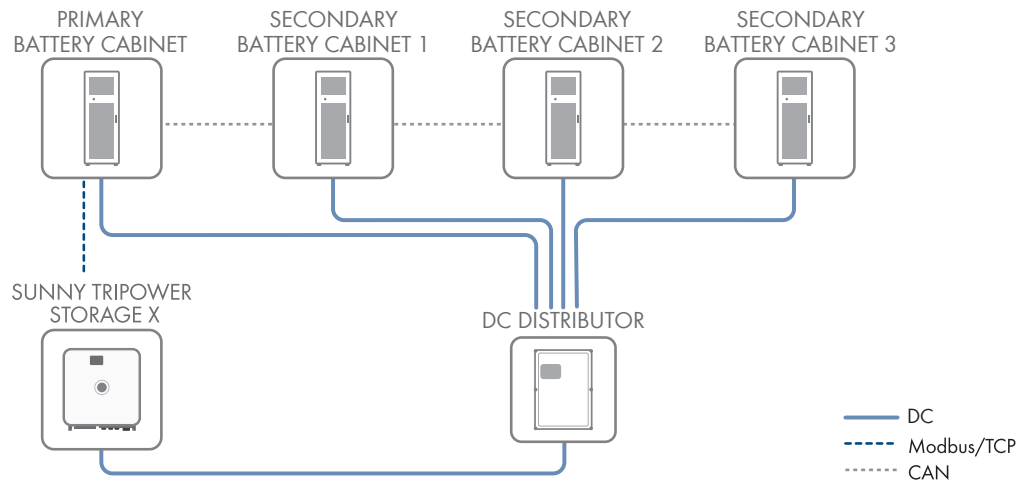 PRIMARY
BATTERY CABINET
SECONDARY
BATTERY CABINET 1
SECONDARY
BATTERY CABINET 2
SECONDARY
BATTERY CABINET 3
SUNNY TRIPOWER
STORAGE X
DC DISTRIBUTOR
DC
Modbus/TCP
CAN